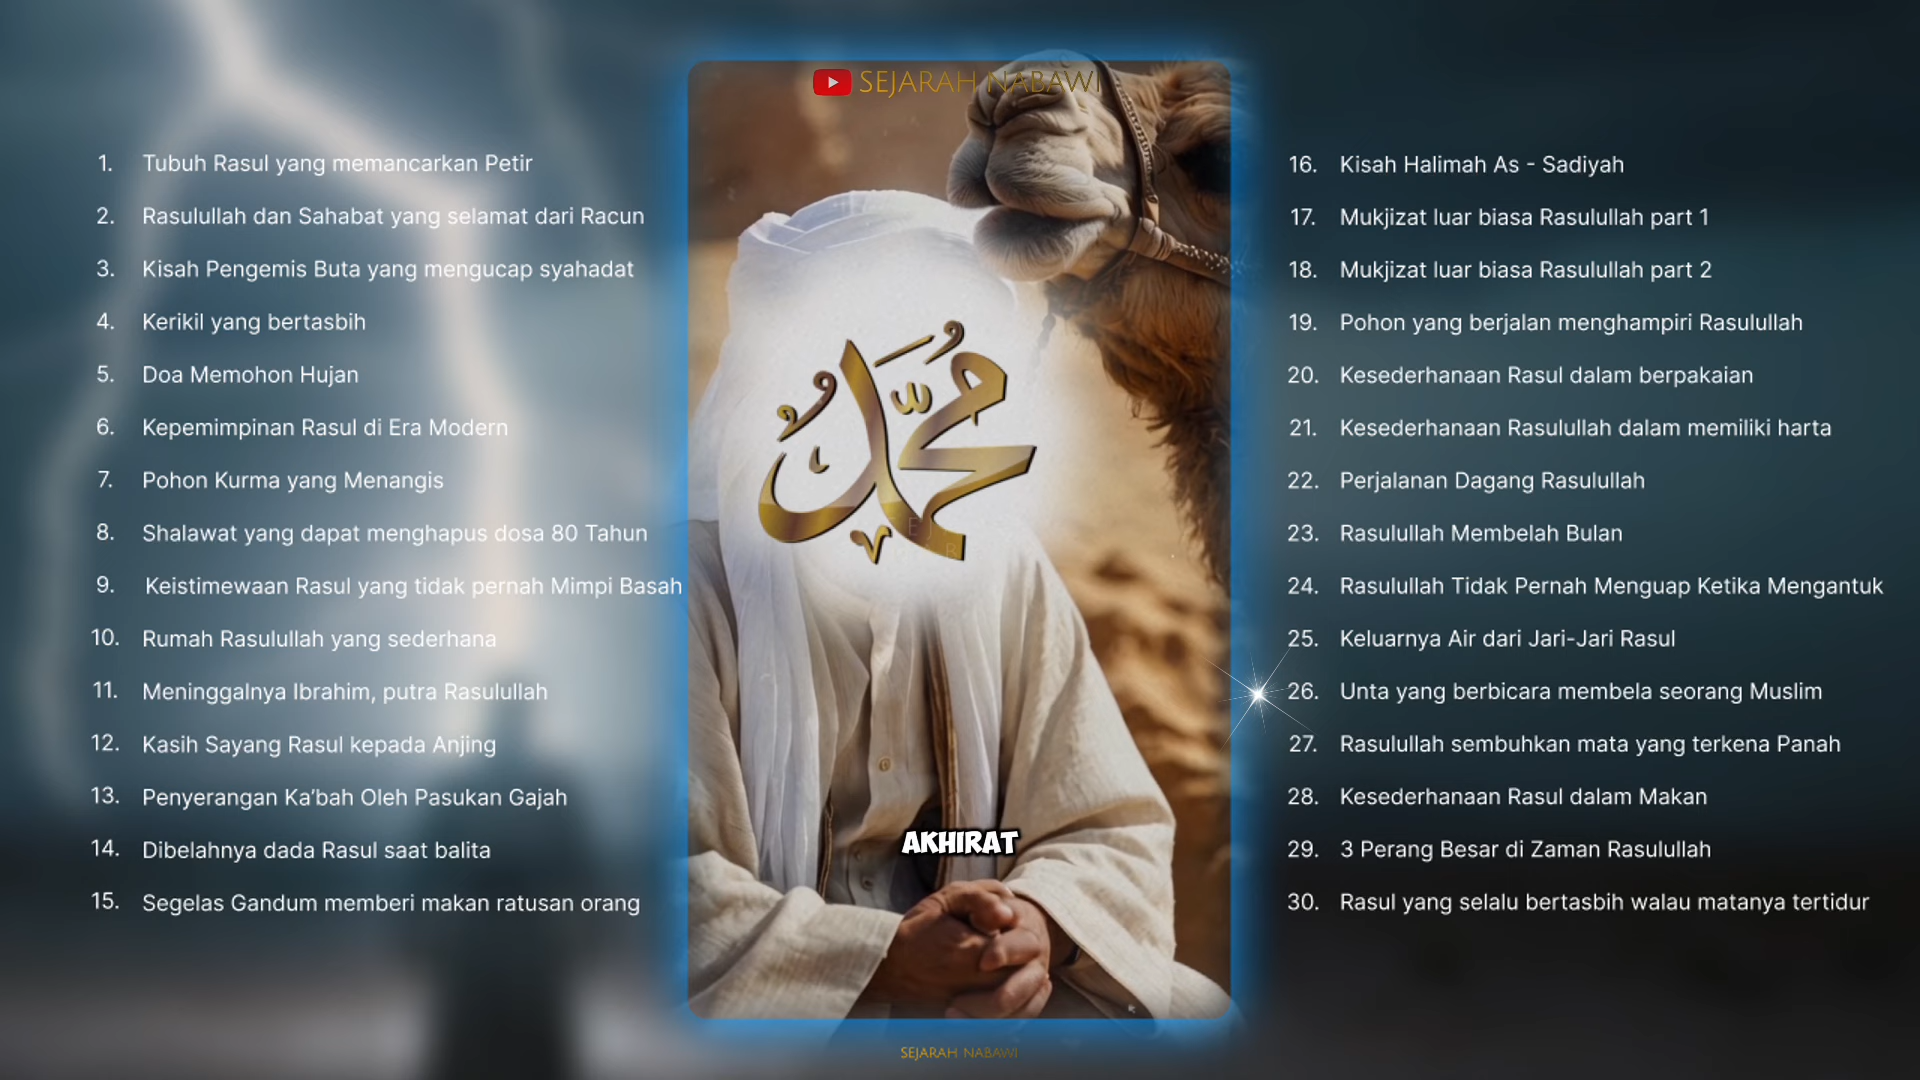 SEJARAH NABAWI
1. Tubuh Rasul yang memancarkan Petir
2. Rasulullah dan Sahabat yang selamat dari Racun
3. Kisah Pengemis Buta yang mengucap syahadat
4. Kerikil yang bertasbih
5. Doa Memohon Hujan
6. Kepemimpinan Rasul di Era Modern
7. Pohon Kurma yang Menangis
8. Shalawat yang dapat menghapus dosa 80 Tahun
9. Keistimewaan Rasul yang tidak pernah Mimpi Basah
10. Rumah Rasulullah yang sederhana
11. Meninggalnya Ibrahim, putra Rasulullah
12. Kasih Sayang Rasul kepada Anjing
13. Penyerangan Ka’bah Oleh Pasukan Gajah
14. Dibelahnya dada Rasul saat balita
15. Segelas Gandum memberi makan ratusan orang
مُحَمَّد
AKHIRAT
16. Kisah Halimah As - Sadiyah
17. Mukjizat luar biasa Rasulullah part 1
18. Mukjizat luar biasa Rasulullah part 2
19. Pohon yang berjalan menghampiri Rasulullah
20. Kesederhanaan Rasul dalam berpakaian
21. Kesederhanaan Rasulullah dalam memiliki harta
22. Perjalanan Dagang Rasulullah
23. Rasulullah Membelah Bulan
24. Rasulullah Tidak Pernah Menguap Ketika Mengantuk
25. Keluarnya Air dari Jari-Jari Rasul
26. Unta yang berbicara membela seorang Muslim
27. Rasulullah sembuhkan mata yang terkena Panah
28. Kesederhanaan Rasul dalam Makan
29. 3 Perang Besar di Zaman Rasulullah
30. Rasul yang selalu bertasbih walau matanya tertidur
SEJARAH NABAWI